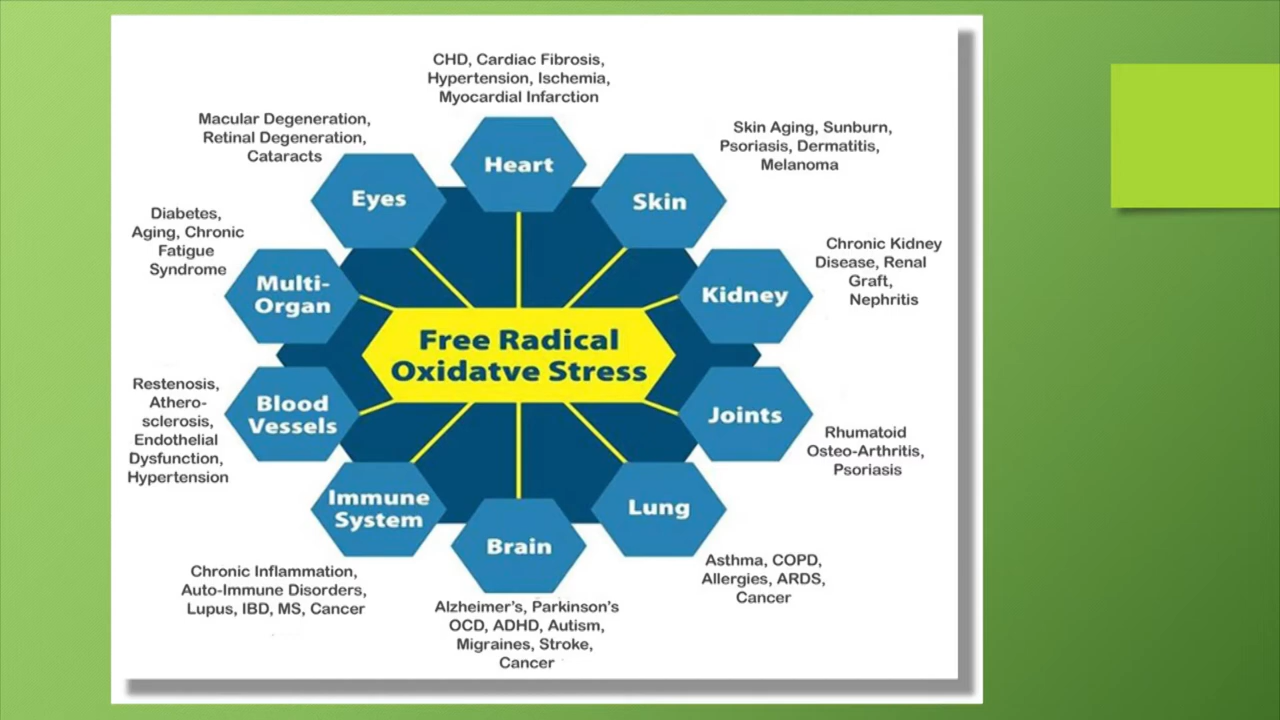 CHD, Cardiac Fibrosis,
Hypertension, Ischemia,
Myocardial Infarction
Heart
Skin Aging, Sunburn,
Psoriasis, Dermatitis,
Melanoma
Skin
Chronic Kidney
Disease, Renal
Graft,
Nephritis
Kidney
Rhumatoid
Osteo-Arthritis,
Psoriasis
Joints
Asthma, COPD,
Allergies, ARDS,
Cancer
Lung
Brain
Alzheimer's, Parkinson's
OCD, ADHD, Autism,
Migraines, Stroke,
Cancer
Immune
System
Chronic Inflammation,
Auto-Immune Disorders,
Lupus, IBD, MS, Cancer
Blood
Vessels
Restenosis,
Athero-
sclerosis,
Endothelial
Dysfunction,
Hypertension
Multi-
Organ
Diabetes,
Aging, Chronic
Fatigue
Syndrome
Eyes
Macular Degeneration,
Retinal Degeneration,
Cataracts
Free Radical
Oxidatve Stress